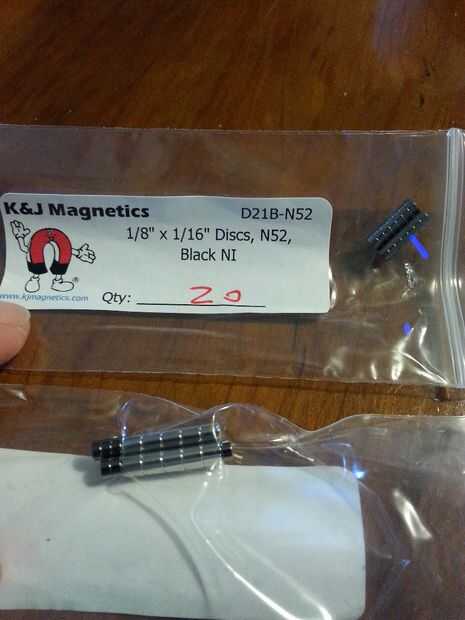 K&J Magnetics
D21B-N52
1/8" x 1/16" Discs, N52,
Black NI
www.kjmagnetics.com
Qty: 20